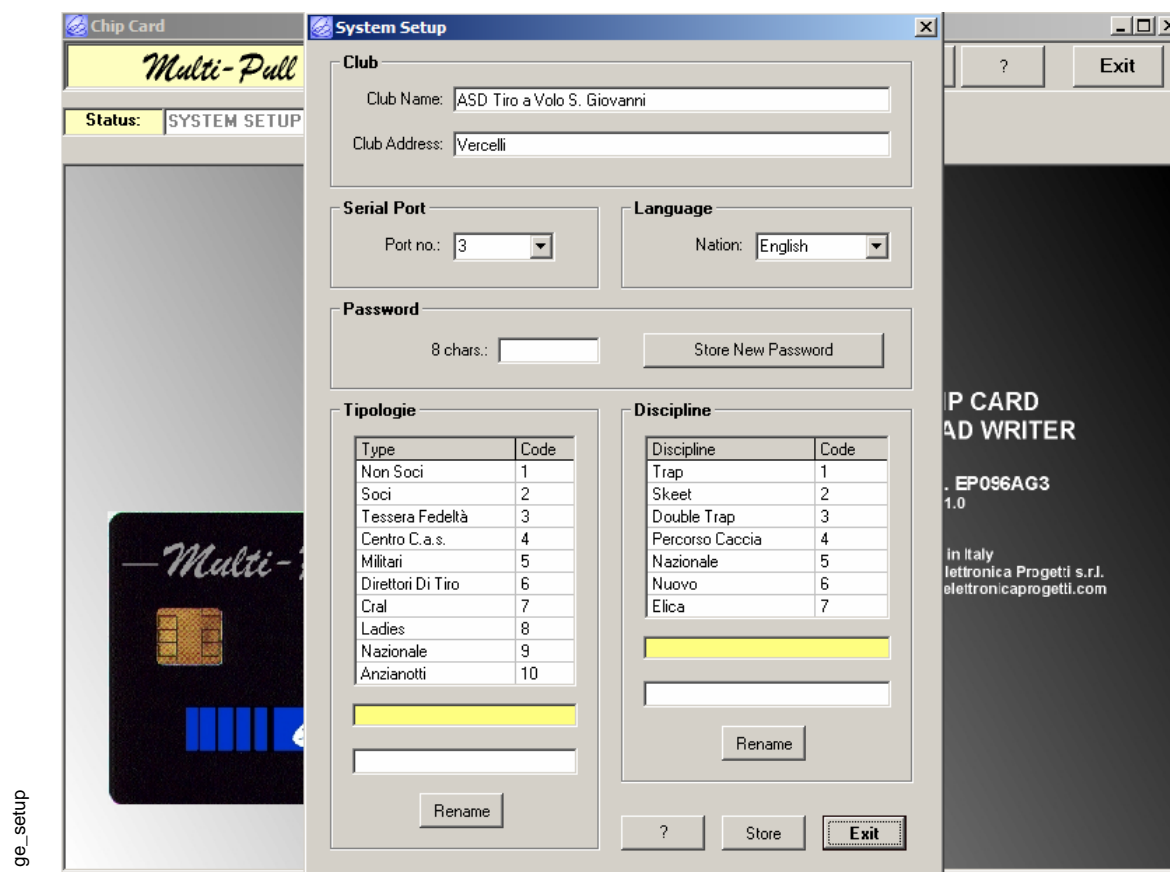 Chip Card
System Setup
Multi-Pull
?
Exit
Status: SYSTEM SETUP
Club
Club Name: ASD Tiro a Volo S. Giovanni
Club Address: Vercelli
Serial Port
Port no.: 3
Language
Nation: English
Password
8 chars.:
Store New Password
Tipologie
Type Code
Non Soci 1
Soci 2
Tessera Fedeltà 3
Centro C.a.s. 4
Militari 5
Direttori Di Tiro 6
Cral 7
Ladies 8
Nazionale 9
Anzianotti 10
Rename
Discipline
Discipline Code
Trap 1
Skeet 2
Double Trap 3
Percorso Caccia 4
Nazionale 5
Nuovo 6
Elica 7
Rename
? Store Exit
Multi-
IP CARD
AD WRITER
. EP096AG3
1.0
in Italy
lettronica Progetti s.r.l.
elettronicaprogetti.com
ge_setup